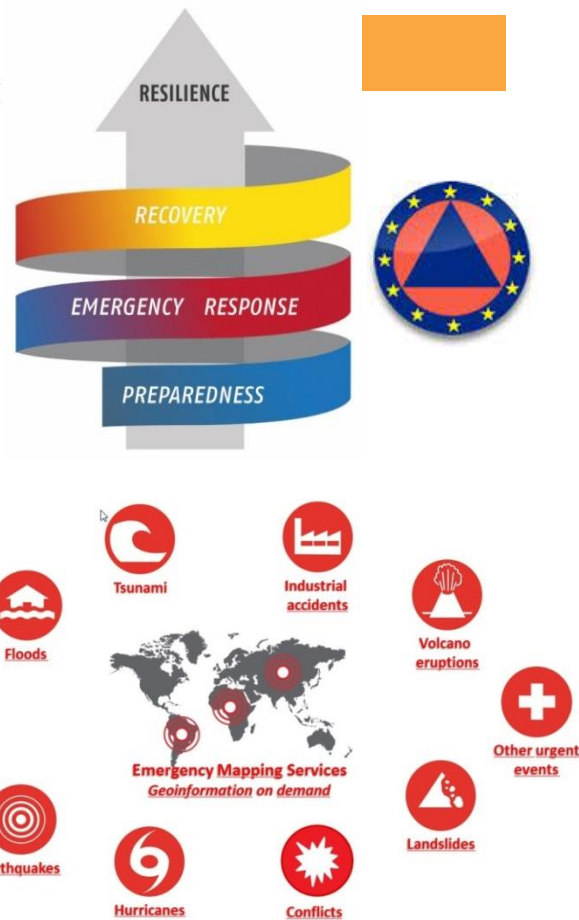 RESILIENCE
RECOVERY
EMERGENCY RESPONSE
PREPAREDNESS
Tsunami
Industrial
accidents
Floods
Volcano
eruptions
Other urgent
events
Emergency Mapping Services
Geoinformation on demand
Landslides
thquakes
Hurricanes
Conflicts